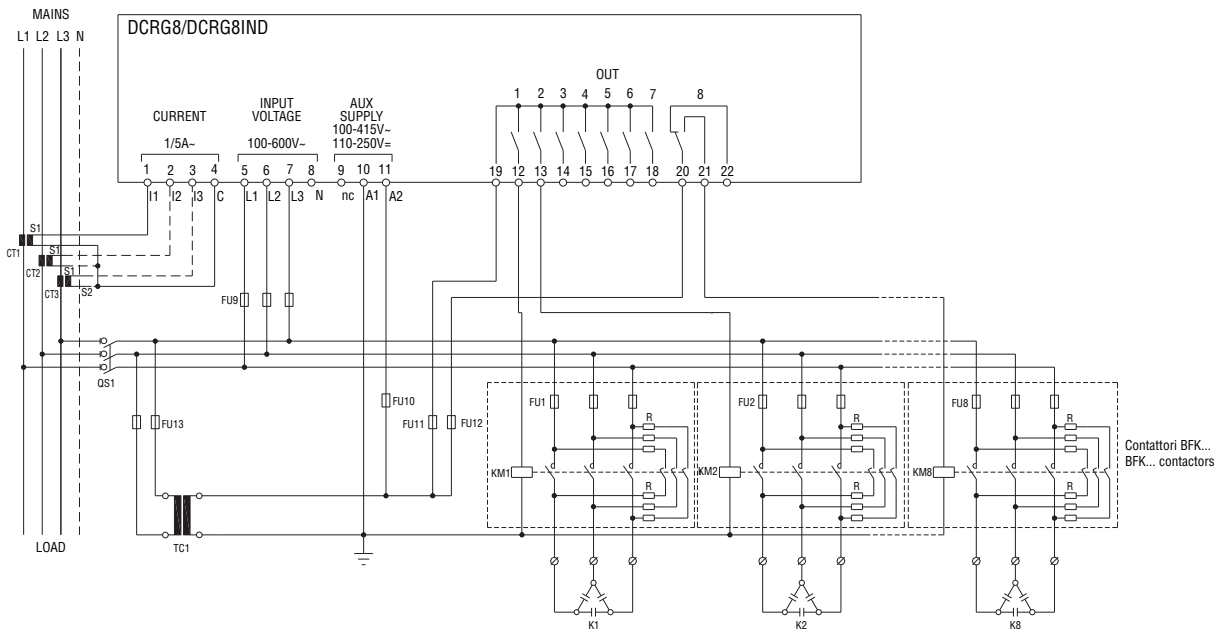 MAINS
L1 L2 L3 N
DCRG8/DCRG8IND
OUT
1 2 3 4 5 6 7 8
CURRENT
1/5A~
INPUT
VOLTAGE
100-600V~
AUX
SUPPLY
100-415V~
110-250V=
1 2 3 4 5 6 7 8 9 10 11 19 12 13 14 15 16 17 18 20 21 22
I1 I2 I3 C L1 L2 L3 N nc A1 A2
S1
CT1
S1
CT2
S1
CT3
S2
FU9
QS1
FU13
FU10
FU11
FU12
FU1
FU2
FU8
R
R
R
KM1
KM2
KM8
R
R
R
Contattori BFK...
BFK... contactors
LOAD
TC1
K1
K2
K8